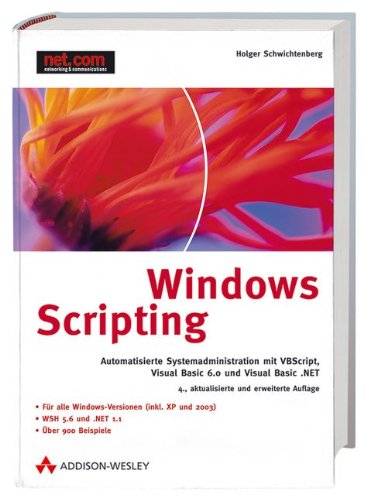 net.com
networking & communications
Holger Schwichtenberg
Windows
Scripting
Automatisierte Systemadministration mit VBScript,
Visual Basic 6.0 und Visual Basic .NET
4., aktualisierte und erweiterte Auflage
• Für alle Windows-Versionen (inkl. XP und 2003)
• WSH 5.6 und .NET 1.1
• Über 900 Beispiele
ADDISON-WESLEY